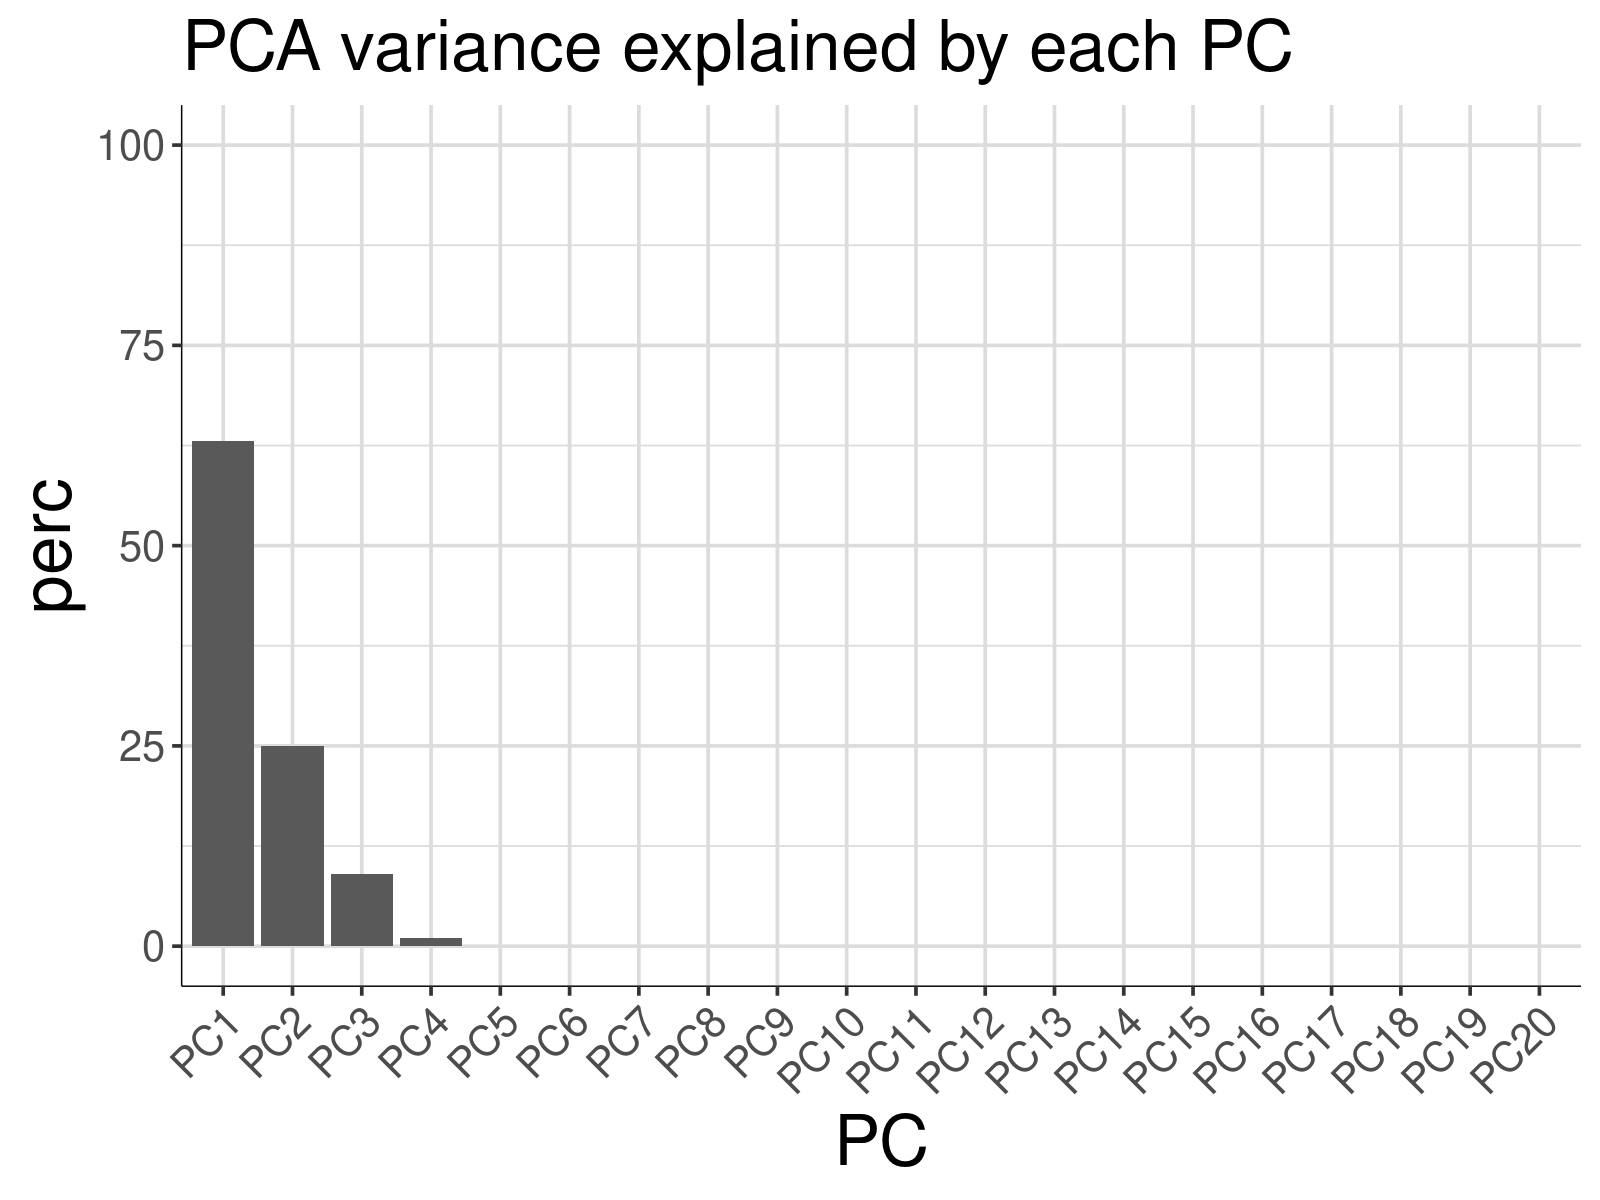 PCA variance explained by each PC
100
75
50
25
0
perc
PC1 PC2 PC3 PC4 PC5 PC6 PC7 PC8 PC9 PC10 PC11 PC12 PC13 PC14 PC15 PC16 PC17 PC18 PC19 PC20
PC